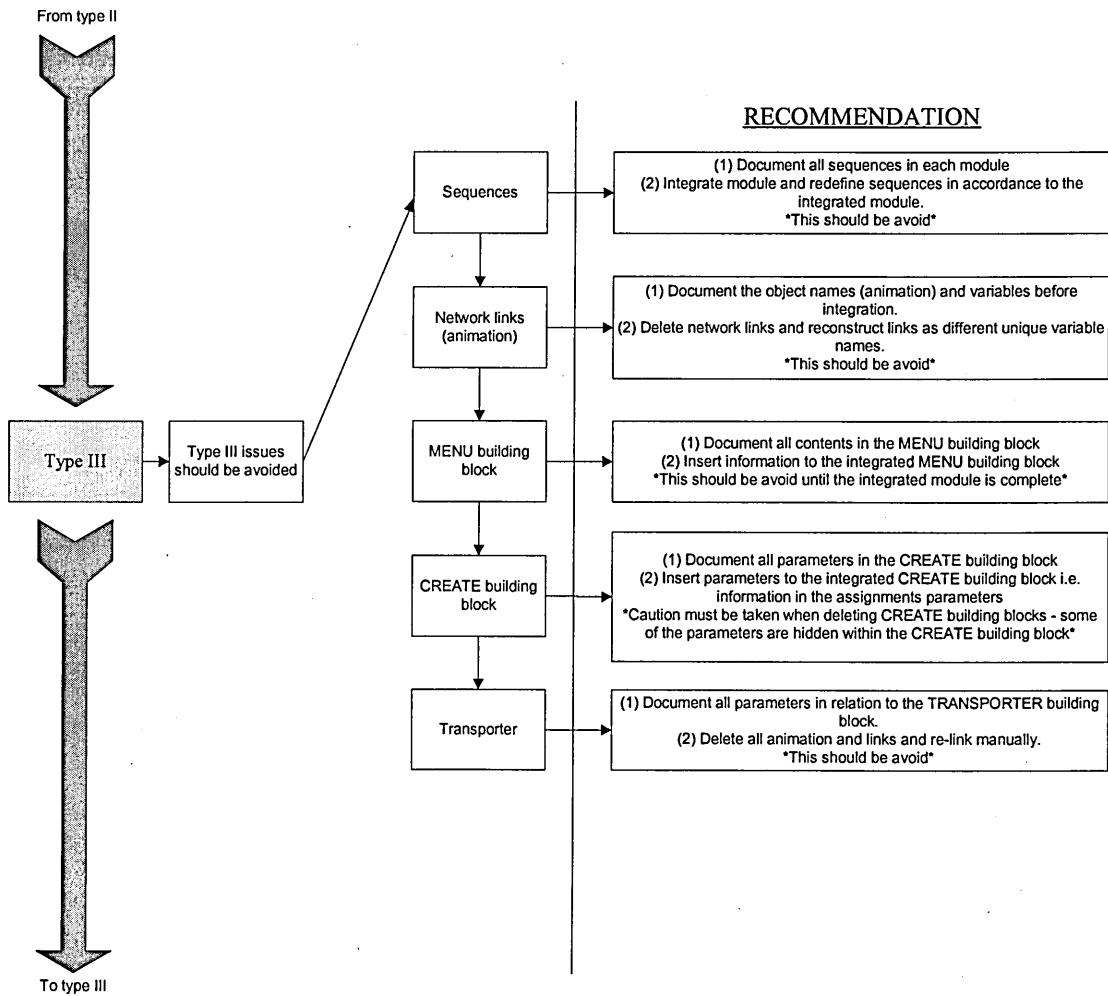 From type II
RECOMMENDATION
Sequences
(1) Document all sequences in each module
(2) Integrate module and redefine sequences in accordance to the
integrated module.
*This should be avoid*
Network links
(animation)
(1) Document the object names (animation) and variables before
integration.
(2) Delete network links and reconstruct links as different unique variable
names.
*This should be avoid*
Type III
Type III issues
should be avoided
MENU building
block
(1) Document all contents in the MENU building block
(2) Insert information to the integrated MENU building block
*This should be avoid until the integrated module is complete*
CREATE building
block
(1) Document all parameters in the CREATE building block
(2) Insert parameters to the integrated CREATE building block i.e.
information in the assignments parameters
*Caution must be taken when deleting CREATE building blocks - some
of the parameters are hidden within the CREATE building block*
Transporter
(1) Document all parameters in relation to the TRANSPORTER building
block.
(2) Delete all animation and links and re-link manually.
*This should be avoid*
To type III